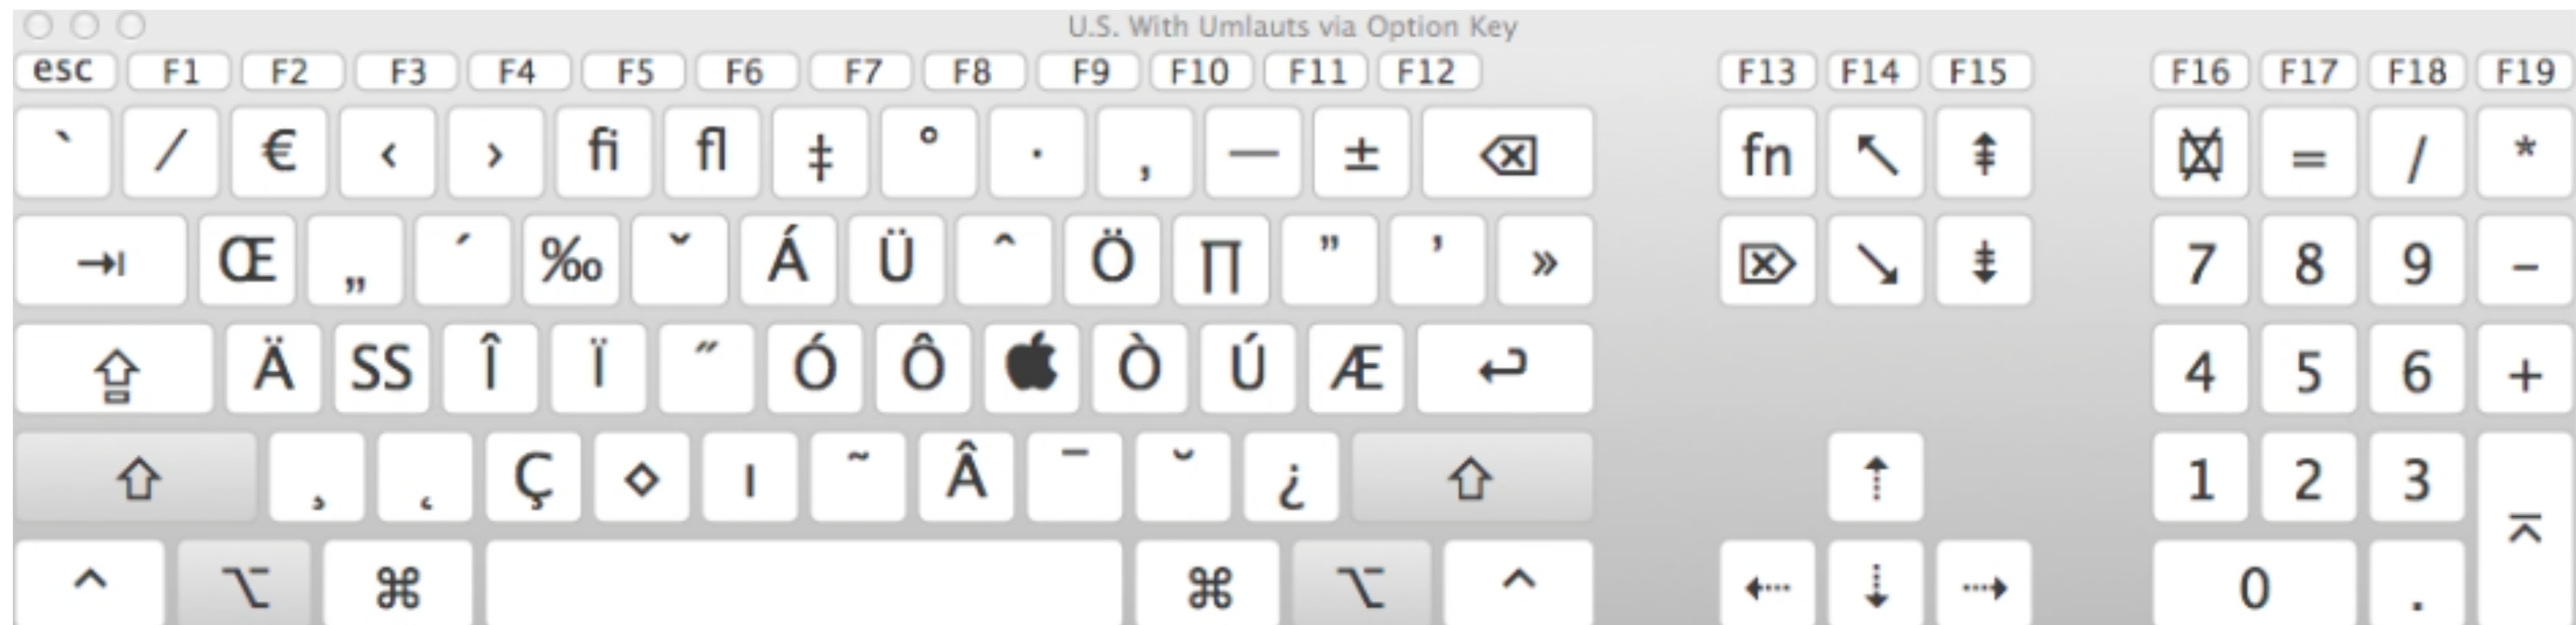 U.S. With Umlauts via Option Key
esc F1 F2 F3 F4 F5 F6 F7 F8 F9 F10 F11 F12 F13 F14 F15 F16 F17 F18 F19
` ⁄ € ‹ › ﬁ ﬂ ‡ ° · ‚ — ± ⌫ fn ↖ ⇞ = / *
⇥ Œ „ ´ ‰ ˇ Á Ü ˆ Ö ∏ ” ’ » ⌦ ↘ ⇟ 7 8 9 −
⇪ Ä SS Î Ï ˝ Ó Ô  Ò Ú Æ ↩ 4 5 6 +
⇧ ¸ ˛ Ç ◊ ı ˜ Â ¯ ˘ ¿ ⇧ ⇡ 1 2 3 ⌅
⌃ ⌥ ⌘ ⌘ ⌥ ⌃ ⇠ ⇣ ⇢ 0 .